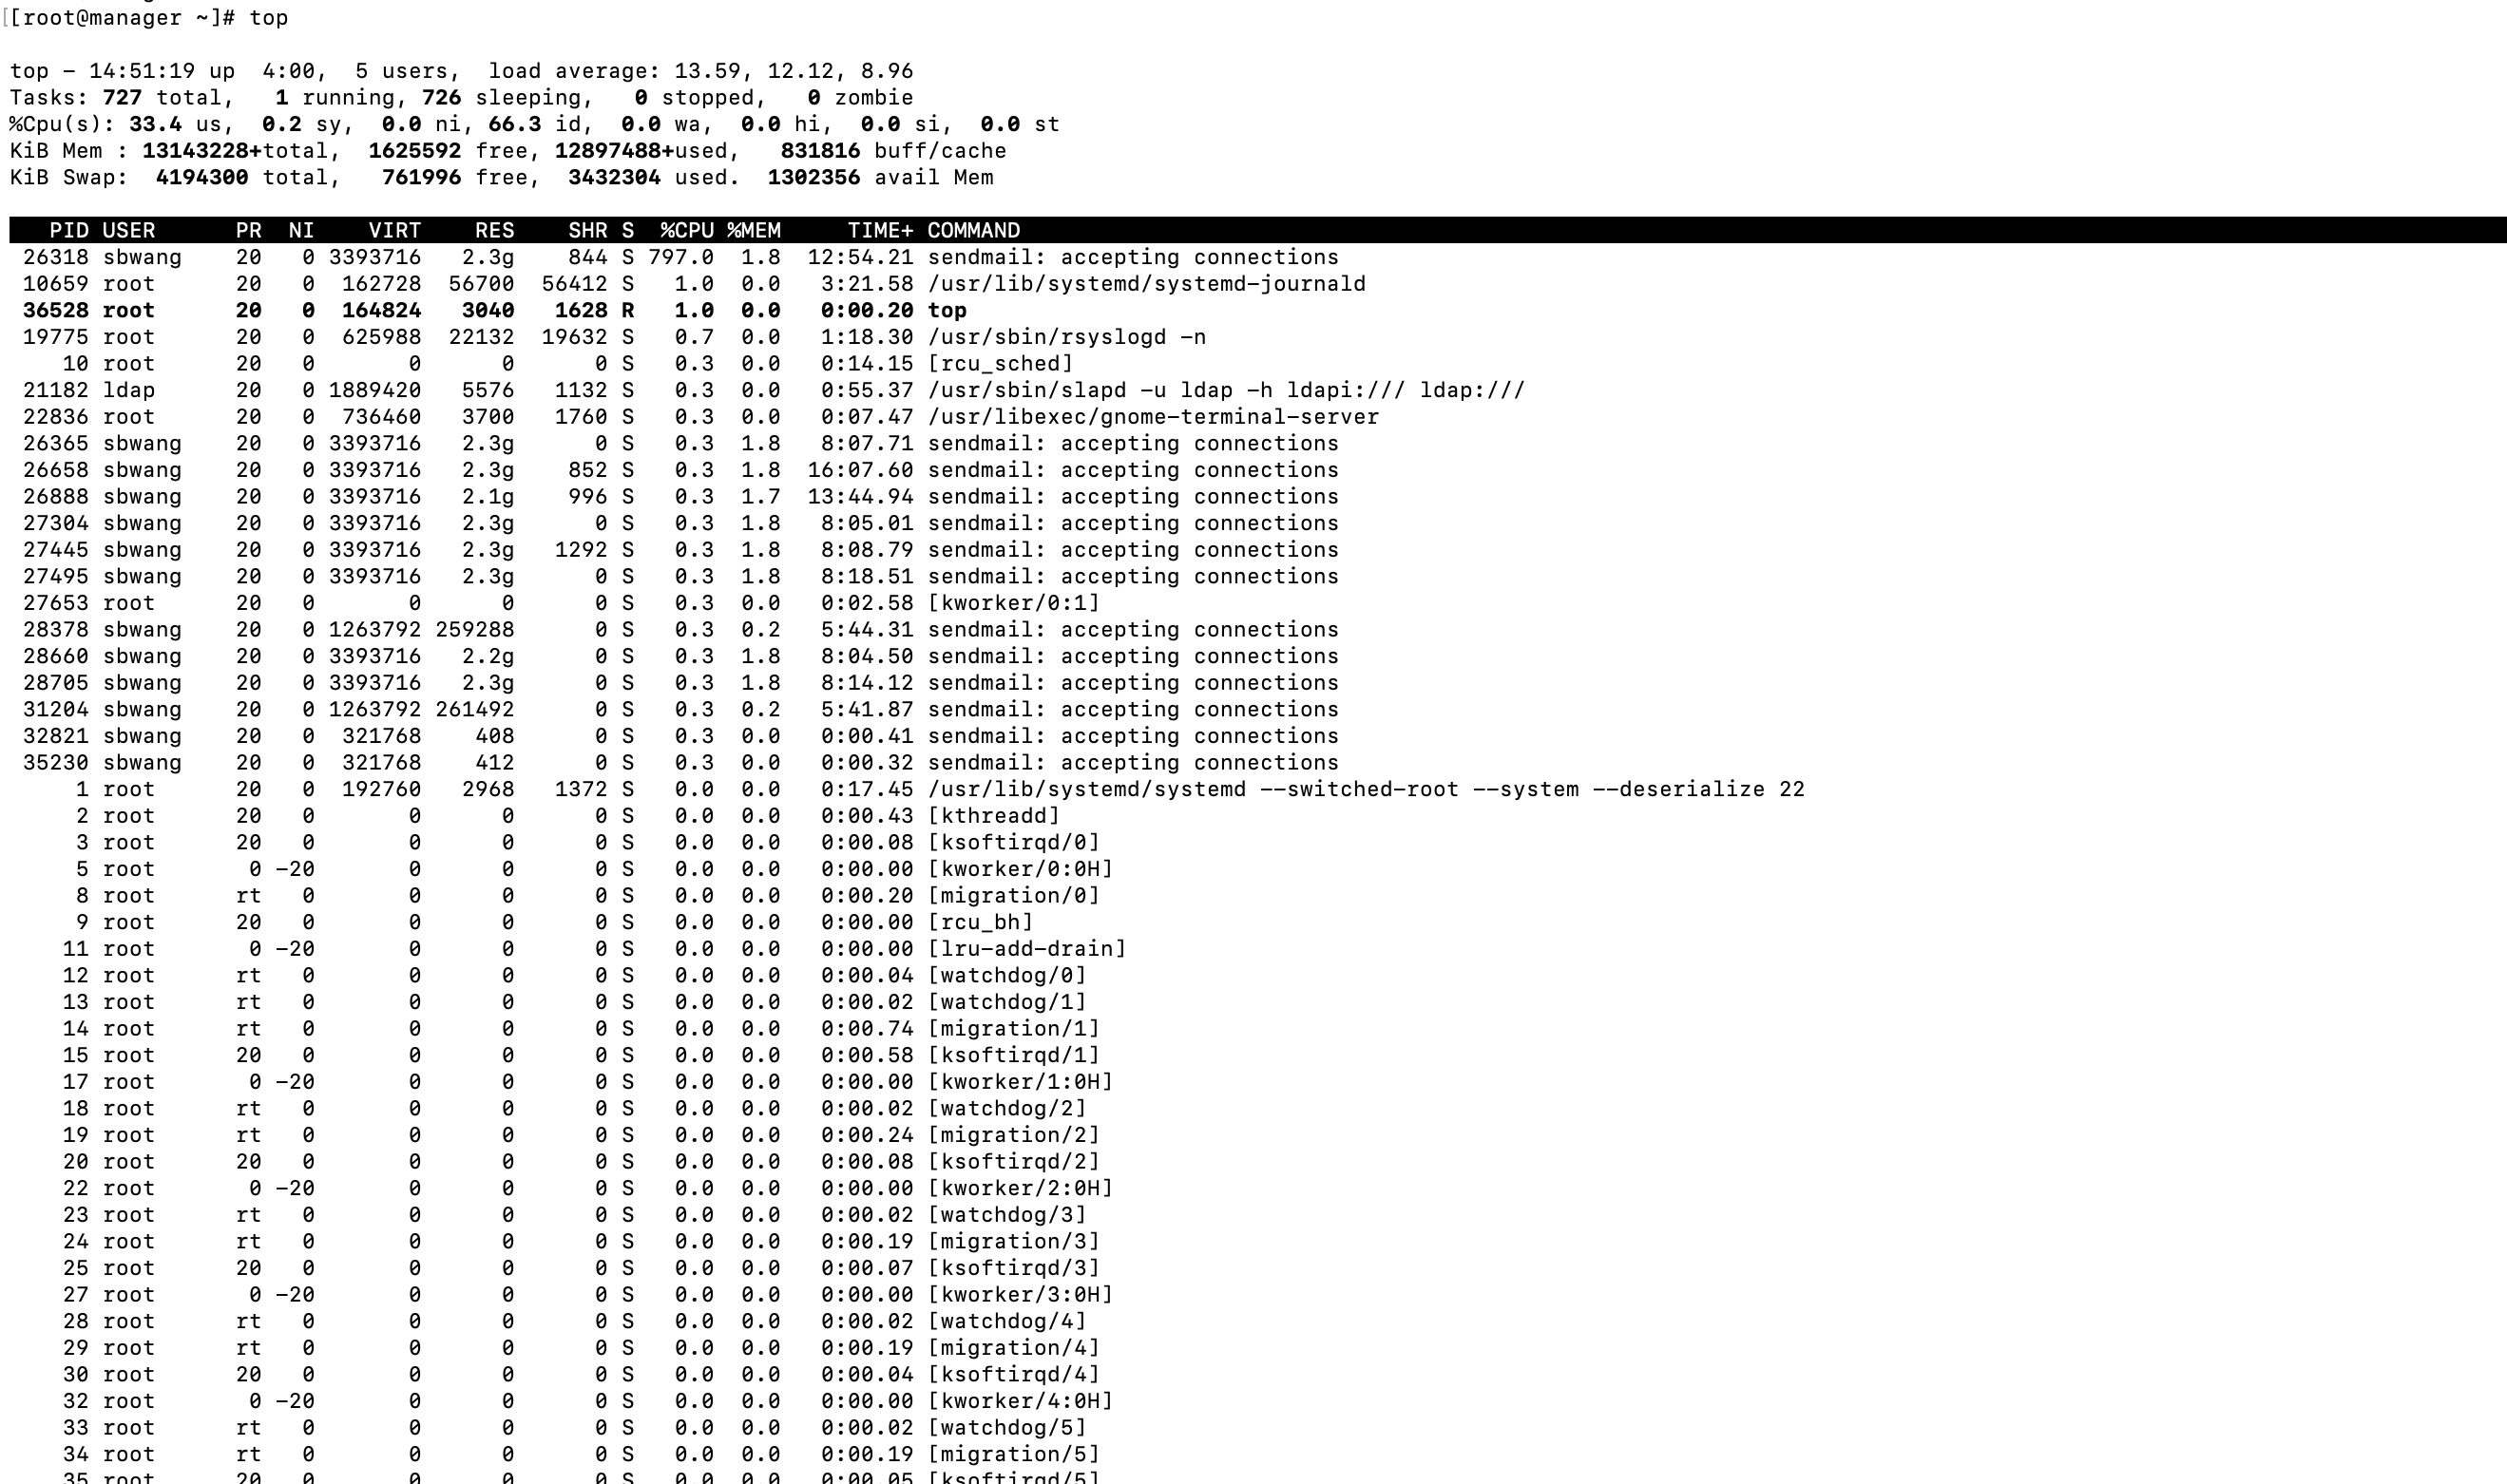 [[root@manager ~]# top
top - 14:51:19 up  4:00,  5 users,  load average: 13.59, 12.12, 8.96
Tasks: 727 total,   1 running, 726 sleeping,   0 stopped,   0 zombie
%Cpu(s): 33.4 us,  0.2 sy,  0.0 ni, 66.3 id,  0.0 wa,  0.0 hi,  0.0 si,  0.0 st
KiB Mem : 13143228+total,  1625592 free, 12897488+used,   831816 buff/cache
KiB Swap:  4194300 total,   761996 free,  3432304 used.  1302356 avail Mem
PID USER      PR  NI    VIRT    RES    SHR S  %CPU %MEM     TIME+ COMMAND
26318 sbwang    20   0 3393716   2.3g    844 S 797.0  1.8  12:54.21 sendmail: accepting connections
10659 root      20   0  162728  56700  56412 S   1.0  0.0   3:21.58 /usr/lib/systemd/systemd-journald
36528 root      20   0  164824   3040   1628 R   1.0  0.0   0:00.20 top
19775 root      20   0  625988  22132  19632 S   0.7  0.0   1:18.30 /usr/sbin/rsyslogd -n
10 root      20   0       0      0      0 S   0.3  0.0   0:14.15 [rcu_sched]
21182 ldap      20   0 1889420   5576   1132 S   0.3  0.0   0:55.37 /usr/sbin/slapd -u ldap -h ldapi:/// ldap:///
22836 root      20   0  736460   3700   1760 S   0.3  0.0   0:07.47 /usr/libexec/gnome-terminal-server
26365 sbwang    20   0 3393716   2.3g      0 S   0.3  1.8   8:07.71 sendmail: accepting connections
26658 sbwang    20   0 3393716   2.3g    852 S   0.3  1.8  16:07.60 sendmail: accepting connections
26888 sbwang    20   0 3393716   2.1g    996 S   0.3  1.7  13:44.94 sendmail: accepting connections
27304 sbwang    20   0 3393716   2.3g      0 S   0.3  1.8   8:05.01 sendmail: accepting connections
27445 sbwang    20   0 3393716   2.3g   1292 S   0.3  1.8   8:08.79 sendmail: accepting connections
27495 sbwang    20   0 3393716   2.3g      0 S   0.3  1.8   8:18.51 sendmail: accepting connections
27653 root      20   0       0      0      0 S   0.3  0.0   0:02.58 [kworker/0:1]
28378 sbwang    20   0 1263792 259288      0 S   0.3  0.2   5:44.31 sendmail: accepting connections
28660 sbwang    20   0 3393716   2.2g      0 S   0.3  1.8   8:04.50 sendmail: accepting connections
28705 sbwang    20   0 3393716   2.3g      0 S   0.3  1.8   8:14.12 sendmail: accepting connections
31204 sbwang    20   0 1263792 261492      0 S   0.3  0.2   5:41.87 sendmail: accepting connections
32821 sbwang    20   0  321768    408      0 S   0.3  0.0   0:00.41 sendmail: accepting connections
35230 sbwang    20   0  321768    412      0 S   0.3  0.0   0:00.32 sendmail: accepting connections
1 root      20   0  192760   2968   1372 S   0.0  0.0   0:17.45 /usr/lib/systemd/systemd --switched-root --system --deserialize 22
2 root      20   0       0      0      0 S   0.0  0.0   0:00.43 [kthreadd]
3 root      20   0       0      0      0 S   0.0  0.0   0:00.08 [ksoftirqd/0]
5 root       0 -20       0      0      0 S   0.0  0.0   0:00.00 [kworker/0:0H]
8 root      rt   0       0      0      0 S   0.0  0.0   0:00.20 [migration/0]
9 root      20   0       0      0      0 S   0.0  0.0   0:00.00 [rcu_bh]
11 root       0 -20       0      0      0 S   0.0  0.0   0:00.00 [lru-add-drain]
12 root      rt   0       0      0      0 S   0.0  0.0   0:00.04 [watchdog/0]
13 root      rt   0       0      0      0 S   0.0  0.0   0:00.02 [watchdog/1]
14 root      rt   0       0      0      0 S   0.0  0.0   0:00.74 [migration/1]
15 root      20   0       0      0      0 S   0.0  0.0   0:00.58 [ksoftirqd/1]
17 root       0 -20       0      0      0 S   0.0  0.0   0:00.00 [kworker/1:0H]
18 root      rt   0       0      0      0 S   0.0  0.0   0:00.02 [watchdog/2]
19 root      rt   0       0      0      0 S   0.0  0.0   0:00.24 [migration/2]
20 root      20   0       0      0      0 S   0.0  0.0   0:00.08 [ksoftirqd/2]
22 root       0 -20       0      0      0 S   0.0  0.0   0:00.00 [kworker/2:0H]
23 root      rt   0       0      0      0 S   0.0  0.0   0:00.02 [watchdog/3]
24 root      rt   0       0      0      0 S   0.0  0.0   0:00.19 [migration/3]
25 root      20   0       0      0      0 S   0.0  0.0   0:00.07 [ksoftirqd/3]
27 root       0 -20       0      0      0 S   0.0  0.0   0:00.00 [kworker/3:0H]
28 root      rt   0       0      0      0 S   0.0  0.0   0:00.02 [watchdog/4]
29 root      rt   0       0      0      0 S   0.0  0.0   0:00.19 [migration/4]
30 root      20   0       0      0      0 S   0.0  0.0   0:00.04 [ksoftirqd/4]
32 root       0 -20       0      0      0 S   0.0  0.0   0:00.00 [kworker/4:0H]
33 root      rt   0       0      0      0 S   0.0  0.0   0:00.02 [watchdog/5]
34 root      rt   0       0      0      0 S   0.0  0.0   0:00.19 [migration/5]
35 root      20   0       0      0      0 S   0.0  0.0   0:00.05 [ksoftirqd/5]